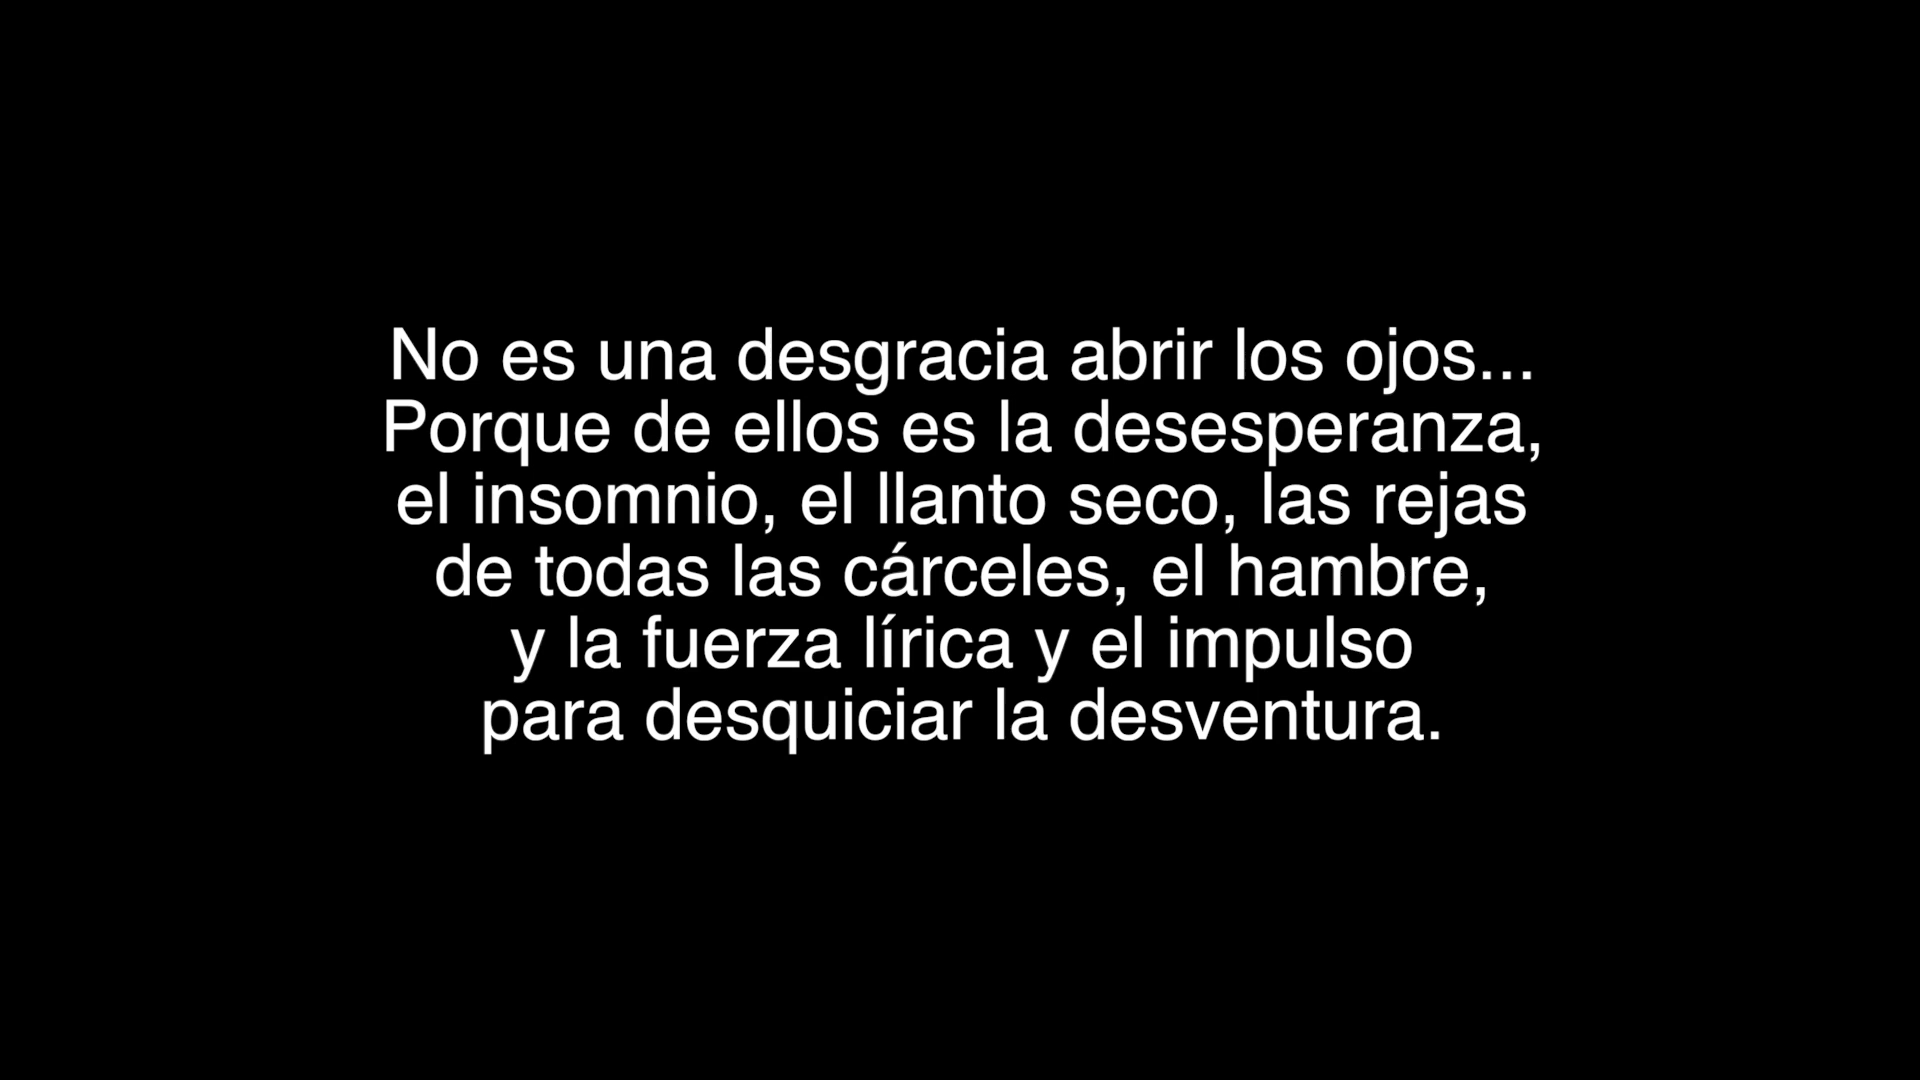 No es una desgracia abrir los ojos...
Porque de ellos es la desesperanza,
el insomnio, el llanto seco, las rejas
de todas las cárceles, el hambre,
y la fuerza lírica y el impulso
para desquiciar la desventura.